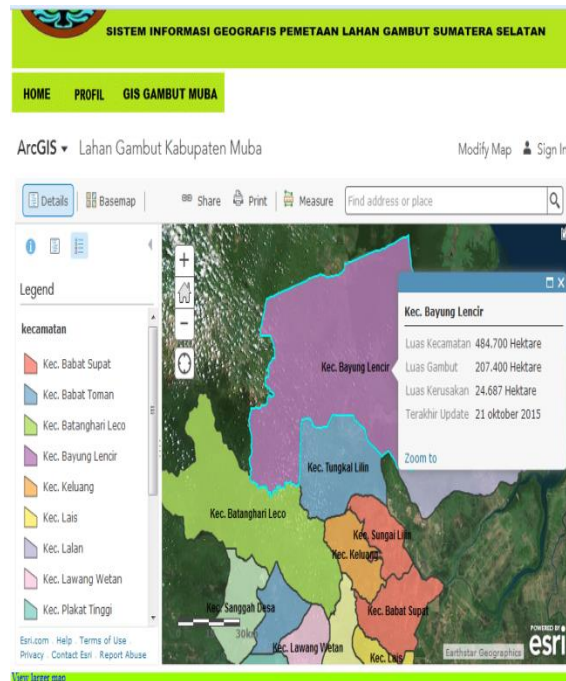 SISTEM INFORMASI GEOGRAFIS PEMETAAN LAHAN GAMBUT SUMATERA SELATAN
HOME PROFIL GIS GAMBUT MUBA
ArcGIS Lahan Gambut Kabupaten Muba Modify Map Sign In
Details Basemap Share Print Measure Find address or place
Legend
kecamatan
Kec. Babat Supat
Kec. Babat Toman
Kec. Batanghari Leco
Kec. Bayung Lencir
Kec. Keluang
Kec. Lais
Kec. Lalan
Kec. Lawang Wetan
Kec. Plakat Tinggi
Esri.com Help Terms of Use
Privacy Contact Esri Report Abuse
Kec. Bayung Lencir
Kec. Bayung Lencir
Luas Kecamatan 484.700 Hektare
Luas Gambut 207.400 Hektare
Luas Kerusakan 24.687 Hektare
Terakhir Update 21 oktober 2015
Zoom to
Kec. Tungkal Lilin
Kec. Batanghari Leco
Kec. Sungai Lilin
Kec. Keluang
Kec. Sanggah Desa
Kec. Babat Supat
30km
Kec. Lawang Wetan
Kec. Lais
Earthstar Geographics
POWERED BY
esri
View larger map